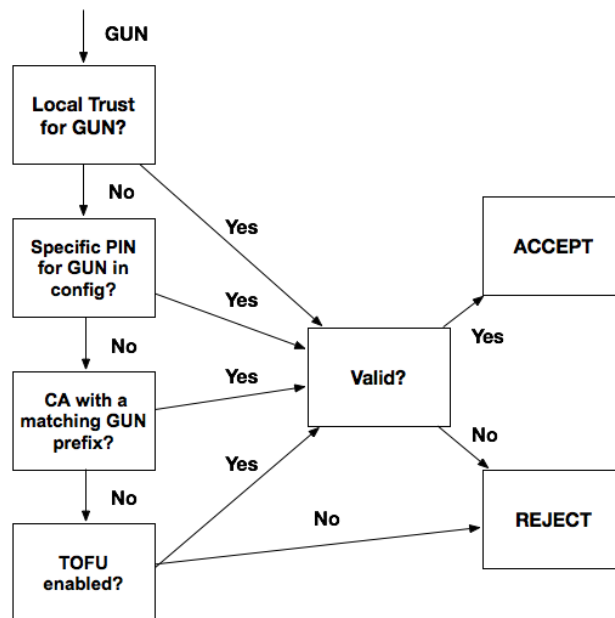 GUN
Local Trust
for GUN?
No
Yes
Specific PIN
for GUN in
config?
Yes
No
CA with a
matching GUN
prefix?
Yes
No
TOFU
enabled?
Yes
No
Valid?
Yes
No
ACCEPT
REJECT